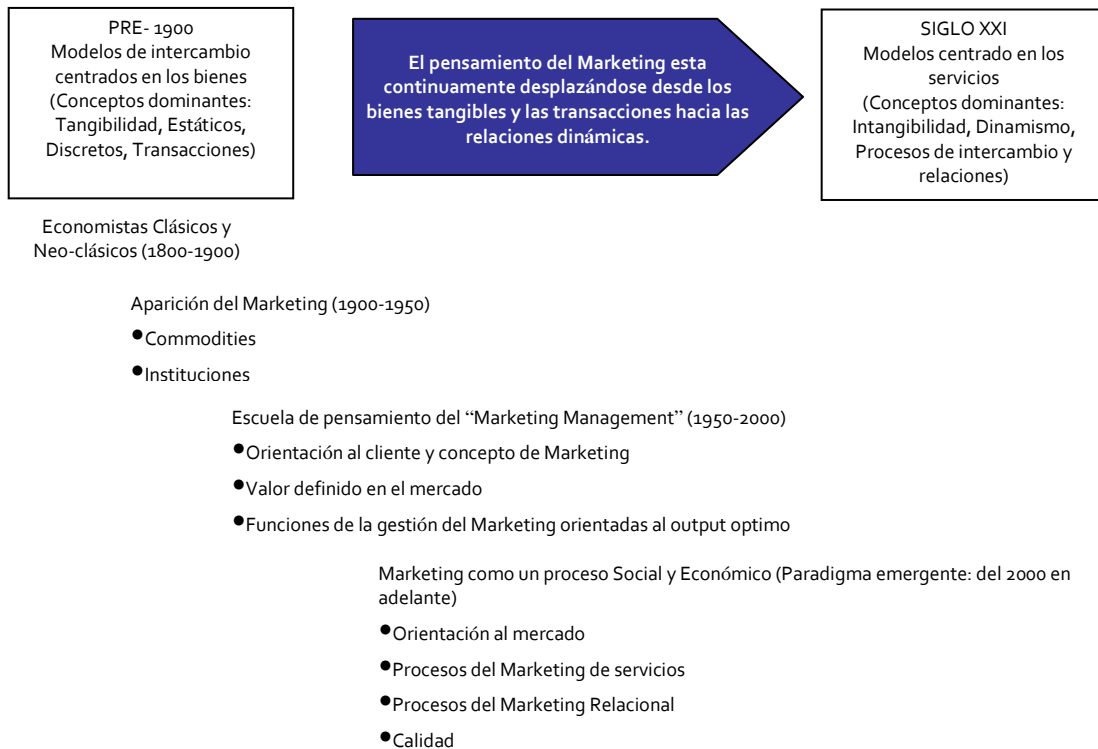 PRE- 1900
Modelos de intercambio
centrados en los bienes
(Conceptos dominantes:
Tangibilidad, Estáticos,
Discretos, Transacciones)
El pensamiento del Marketing esta
continuamente desplazándose desde los
bienes tangibles y las transacciones hacia las
relaciones dinámicas.
SIGLO XXI
Modelos centrado en los
servicios
(Conceptos dominantes:
Intangibilidad, Dinamismo,
Procesos de intercambio y
relaciones)
Economistas Clásicos y
Neo-clásicos (1800-1900)
Aparición del Marketing (1900-1950)
•Commodities
•Instituciones
Escuela de pensamiento del “Marketing Management” (1950-2000)
•Orientación al cliente y concepto de Marketing
•Valor definido en el mercado
•Funciones de la gestión del Marketing orientadas al output optimo
Marketing como un proceso Social y Económico (Paradigma emergente: del 2000 en
adelante)
•Orientación al mercado
•Procesos del Marketing de servicios
•Procesos del Marketing Relacional
•Calidad